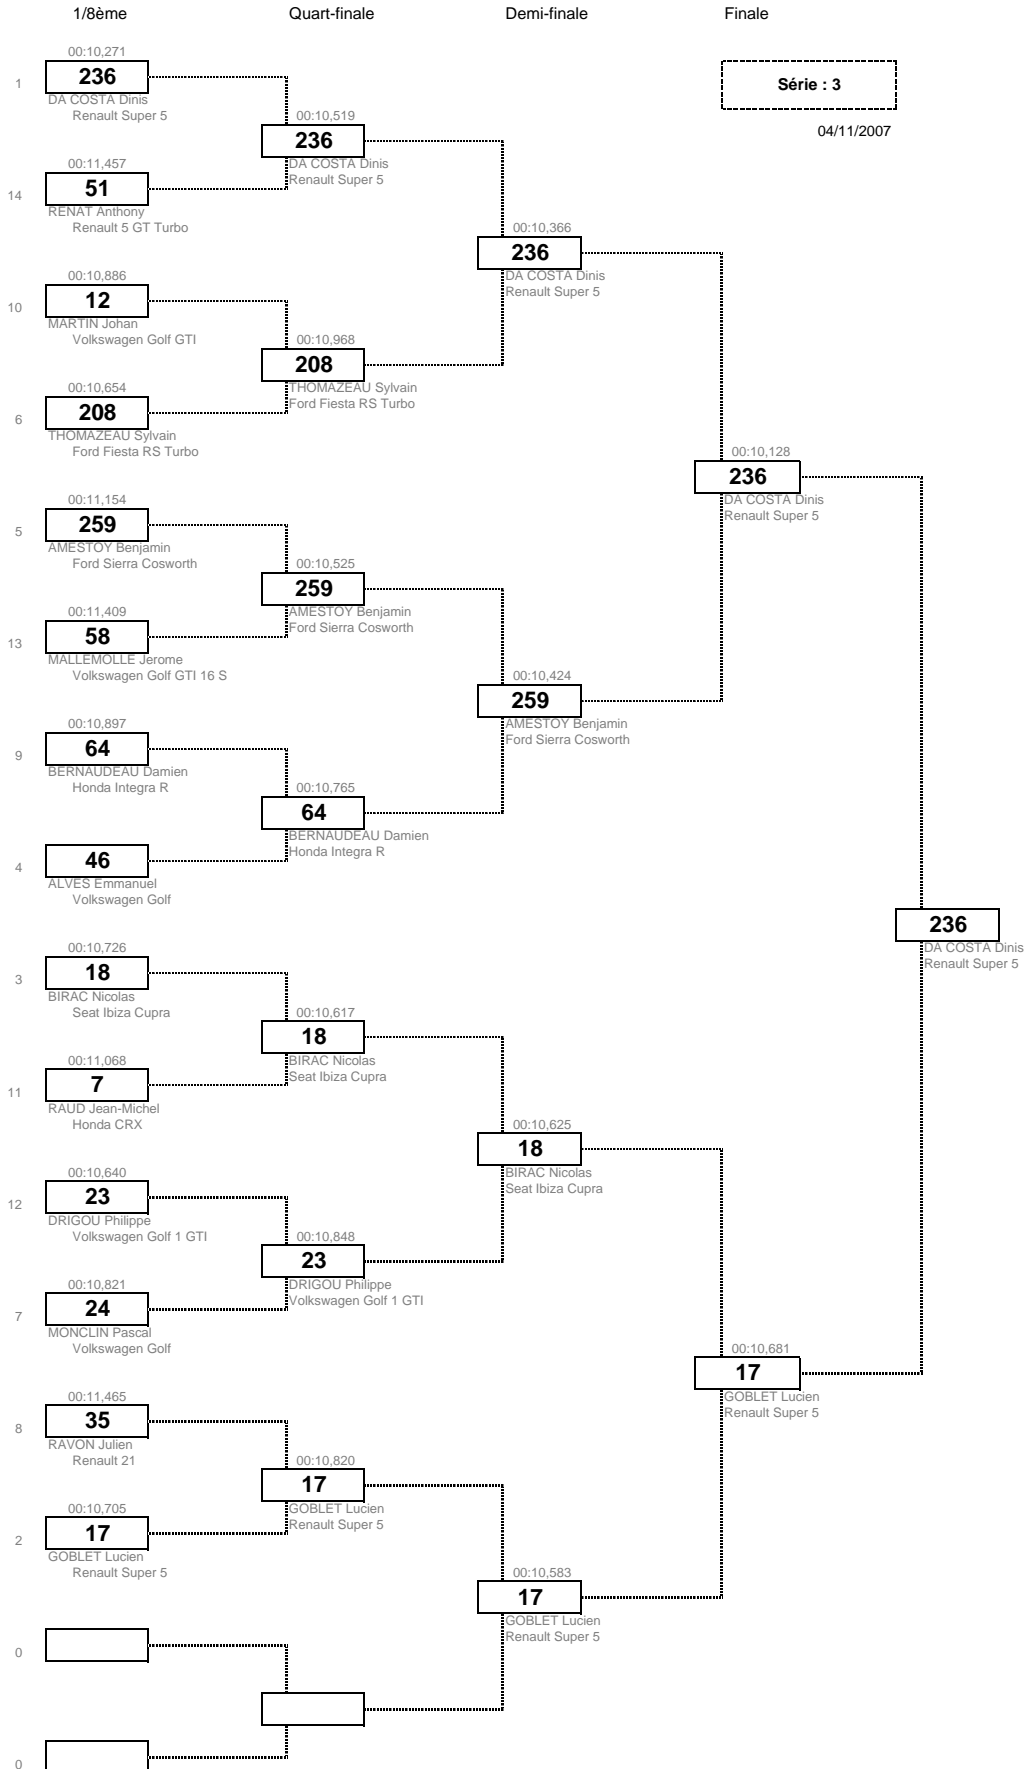 1/8ème Quart-finale Demi-finale Finale
Série : 3
04/11/2007
00:10,271
1 236
DA COSTA Dinis
Renault Super 5
00:10,519
236
DA COSTA Dinis
Renault Super 5
00:11,457
14 51
RENAT Anthony
Renault 5 GT Turbo
00:10,366
236
DA COSTA Dinis
Renault Super 5
00:10,886
10 12
MARTIN Johan
Volkswagen Golf GTI
00:10,968
208
THOMAZEAU Sylvain
Ford Fiesta RS Turbo
00:10,654
6 208
THOMAZEAU Sylvain
Ford Fiesta RS Turbo
00:10,128
236
DA COSTA Dinis
Renault Super 5
00:11,154
5 259
AMESTOY Benjamin
Ford Sierra Cosworth
00:10,525
259
AMESTOY Benjamin
Ford Sierra Cosworth
00:11,409
13 58
MALLEMOLLE Jerome
Volkswagen Golf GTI 16 S
00:10,424
259
AMESTOY Benjamin
Ford Sierra Cosworth
00:10,897
9 64
BERNAUDEAU Damien
Honda Integra R
00:10,765
64
BERNAUDEAU Damien
Honda Integra R
4 46
ALVES Emmanuel
Volkswagen Golf
236
DA COSTA Dinis
Renault Super 5
00:10,726
3 18
BIRAC Nicolas
Seat Ibiza Cupra
00:10,617
18
BIRAC Nicolas
Seat Ibiza Cupra
00:11,068
11 7
RAUD Jean-Michel
Honda CRX
00:10,625
18
BIRAC Nicolas
Seat Ibiza Cupra
00:10,640
12 23
DRIGOU Philippe
Volkswagen Golf 1 GTI
00:10,848
23
DRIGOU Philippe
Volkswagen Golf 1 GTI
00:10,821
7 24
MONCLIN Pascal
Volkswagen Golf
00:10,681
17
GOBLET Lucien
Renault Super 5
00:11,465
8 35
RAVON Julien
Renault 21
00:10,820
17
GOBLET Lucien
Renault Super 5
00:10,705
2 17
GOBLET Lucien
Renault Super 5
00:10,583
17
GOBLET Lucien
Renault Super 5
0
0